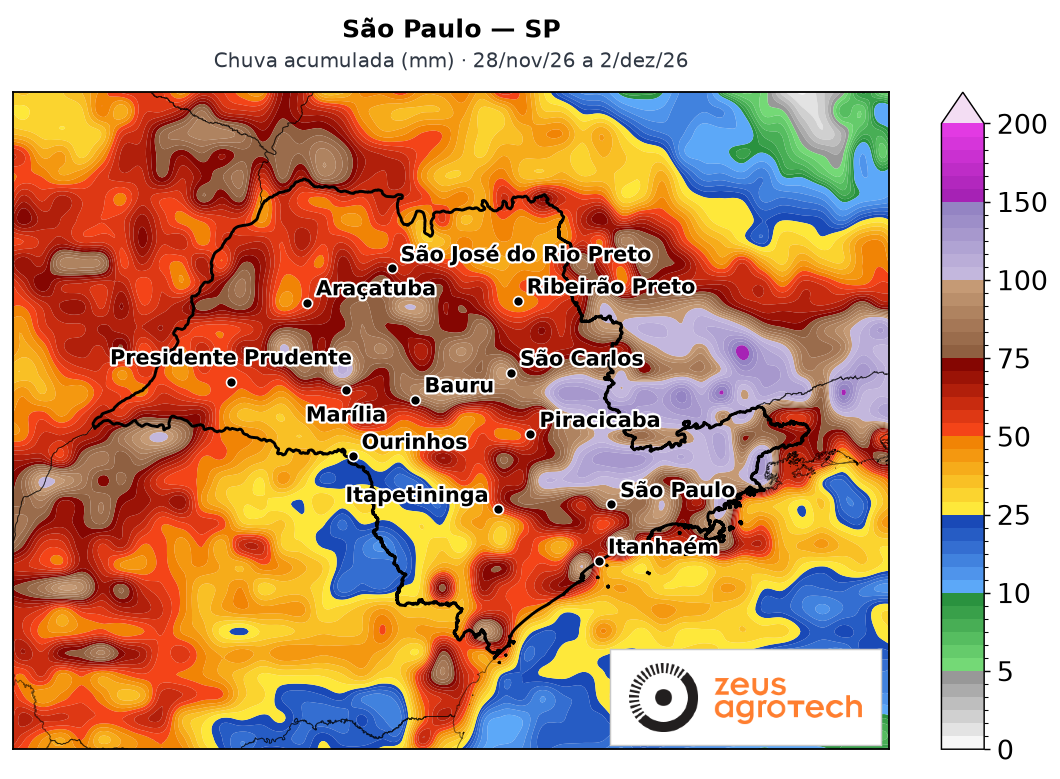 São Paulo — SP
Chuva acumulada (mm) · 28/nov/26 a 2/dez/26
São José do Rio Preto
Araçatuba
Ribeirão Preto
Presidente Prudente
São Carlos
Bauru
Marília
Piracicaba
Ourinhos
Itapetininga
São Paulo
Itanhaém
200
150
100
75
50
25
10
5
0
zeus
agrotech